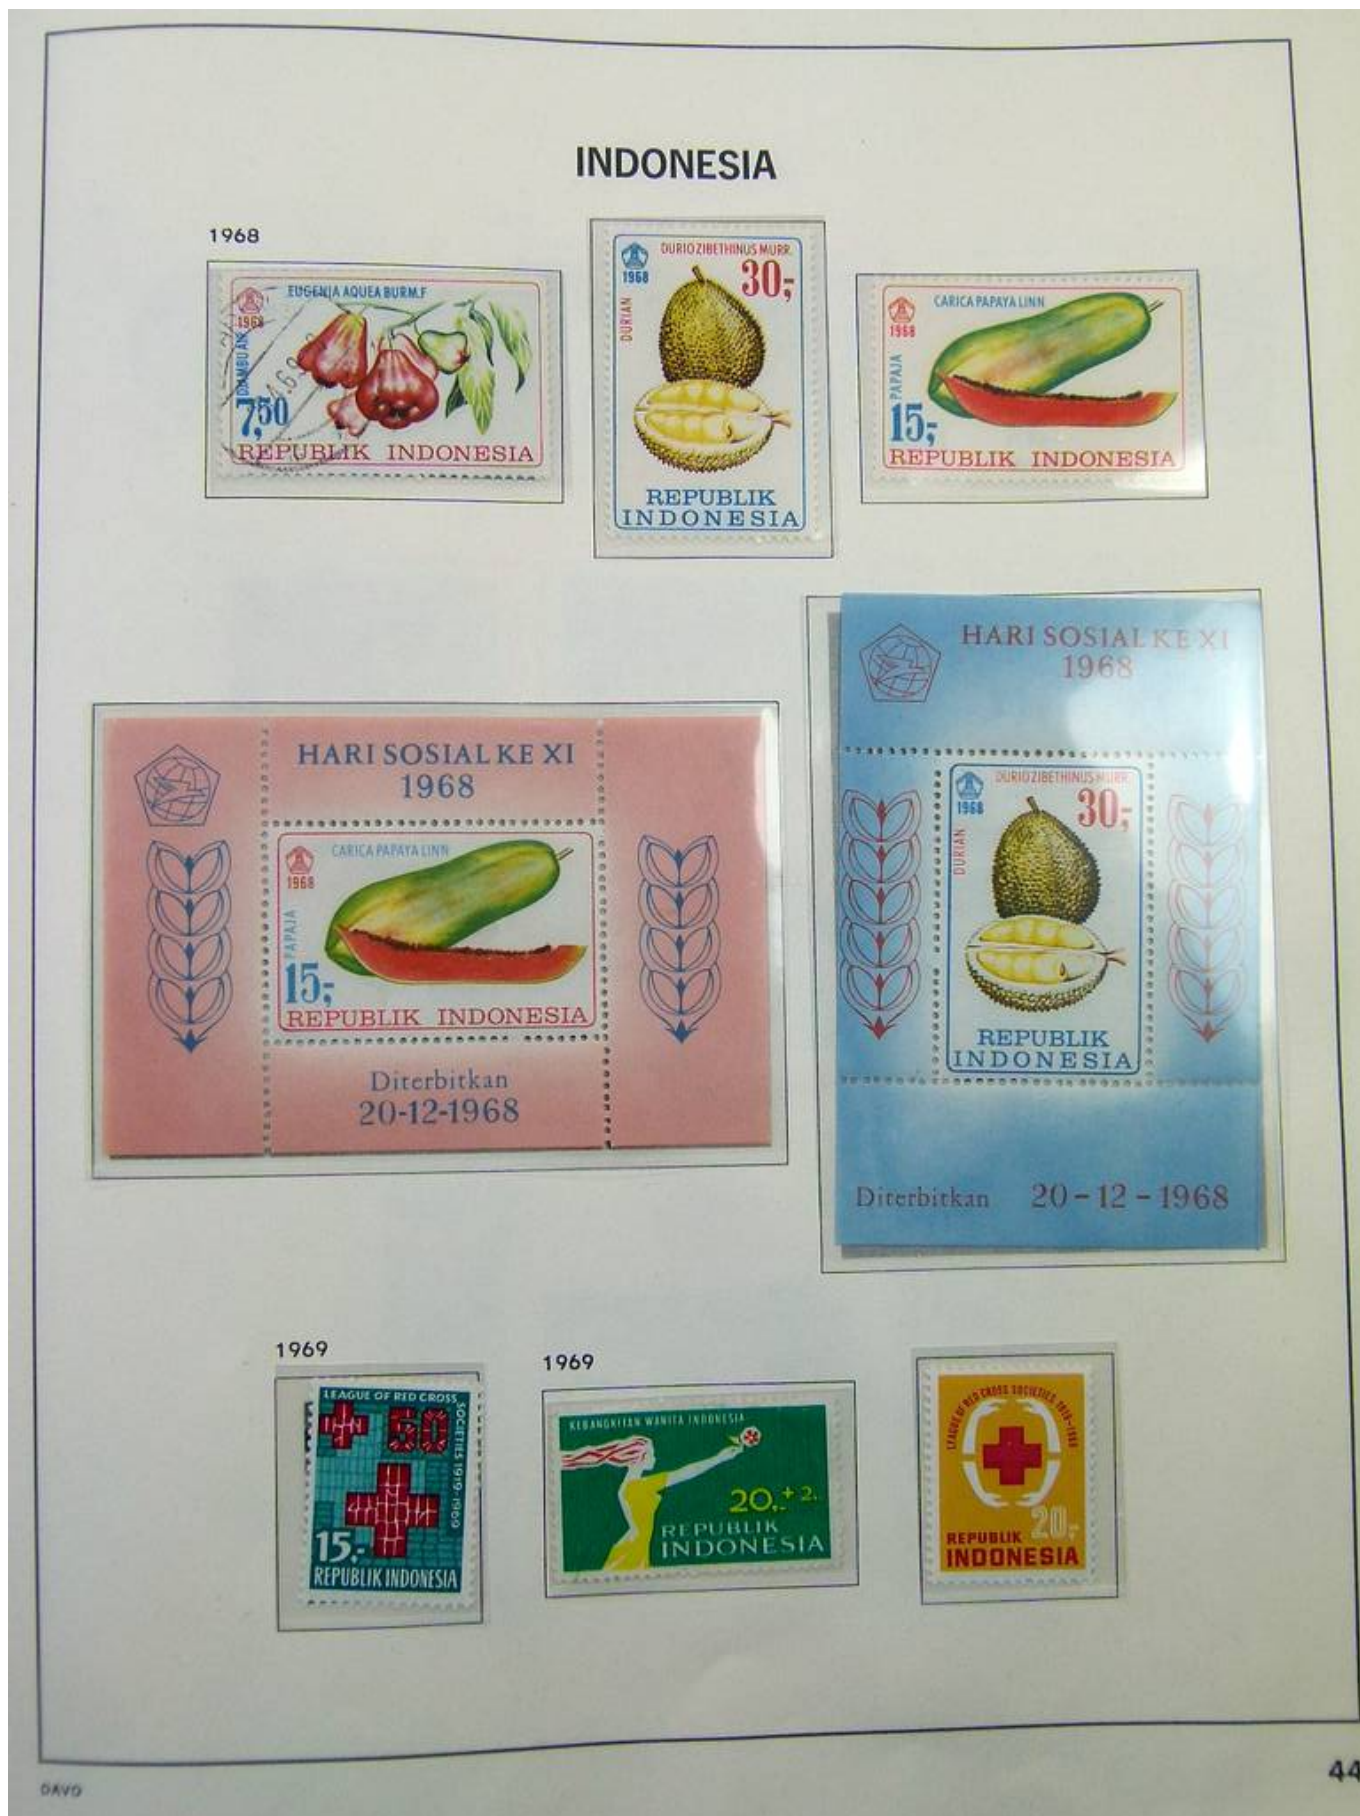 INDONESIA
1968
EUGENIA AQUEA BURM.F
1968
7,50
REPUBLIK INDONESIA
DURIO ZIBETHINUS MURR.
1968
30,-
DURIAN
REPUBLIK
INDONESIA
CARICA PAPAYA LINN
1968
PAPAJA
15,-
REPUBLIK INDONESIA
HARI SOSIAL KE XI
1968
CARICA PAPAYA LINN
1968
PAPAJA
15,-
REPUBLIK INDONESIA
Diterbitkan
20-12-1968
HARI SOSIAL KE XI
1968
DURIO ZIBETHINUS MURR.
1968
30,-
DURIAN
REPUBLIK
INDONESIA
Diterbitkan 20-12-1968
1969
LEAGUE OF RED CROSS
SOCIETIES 1919-1969
50
15,-
REPUBLIK INDONESIA
1969
KEBANGKITAN WANITA INDONESIA
20,-+2.
REPUBLIK
INDONESIA
LEAGUE OF RED CROSS SOCIETIES 1919-1969
20,-
REPUBLIK
INDONESIA
DAVO
44